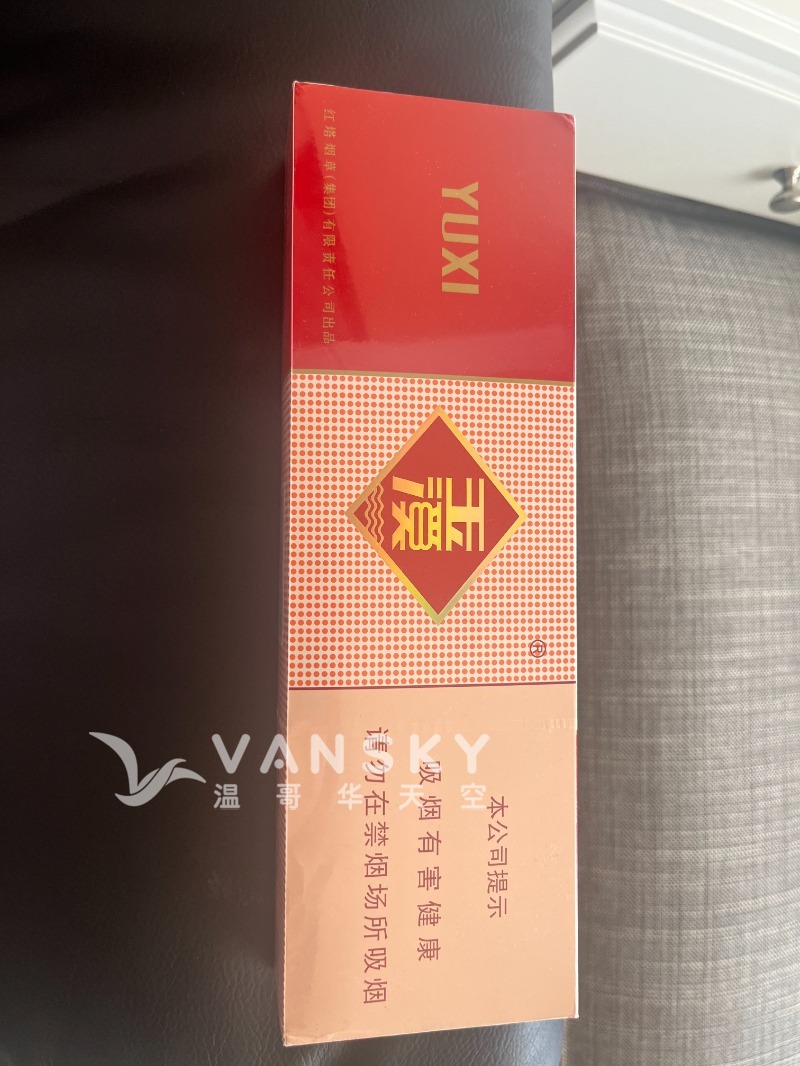 YUXI
红塔烟草(集团)有限责任公司出品
玉溪
®
本公司提示
吸烟有害健康
请勿在禁烟场所吸烟
VANSKY
温哥华天空